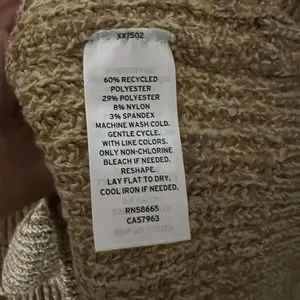 XX7502
60% RECYCLED
POLYESTER
29% POLYESTER
8% NYLON
3% SPANDEX
MACHINE WASH COLD.
GENTLE CYCLE.
WITH LIKE COLORS.
ONLY NON-CHLORINE
BLEACH IF NEEDED.
RESHAPE.
LAY FLAT TO DRY,
COOL IRON IF NEEDED.
RN58665
CA57963